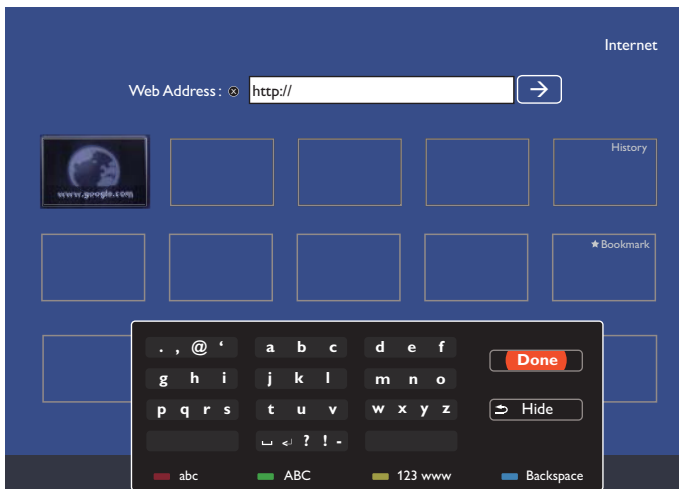 Internet
Web Address : ⊗ http:// →
www.google.com
History
★ Bookmark
. , @ ‘ a b c d e f
Done
g h i j k l m n o
p q r s t u v w x y z
Hide
␣ ↵ ? ! -
abc ABC 123 www Backspace